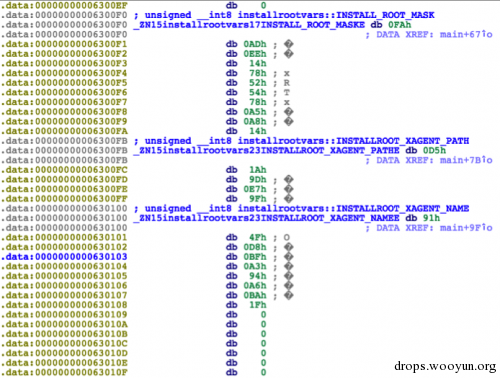 .data:00000000006300EF db 0
.data:00000000006300F0 ; unsigned __int8 installrootvars::INSTALL_ROOT_MASK
.data:00000000006300F0 _ZN15installrootvars17INSTALL_ROOT_MASKE db 0FAh
.data:00000000006300F0 ; DATA XREF: main+67↑o
.data:00000000006300F1 db 0ADh ; �
.data:00000000006300F2 db 0EEh ; �
.data:00000000006300F3 db 14h
.data:00000000006300F4 db 78h ; x
.data:00000000006300F5 db 52h ; R
.data:00000000006300F6 db 54h ; T
.data:00000000006300F7 db 78h ; x
.data:00000000006300F8 db 0A5h ; �
.data:00000000006300F9 db 0A8h ; �
.data:00000000006300FA db 14h
.data:00000000006300FB ; unsigned __int8 installrootvars::INSTALLROOT_XAGENT_PATH
.data:00000000006300FB _ZN15installrootvars23INSTALLROOT_XAGENT_PATHE db 0D5h
.data:00000000006300FB ; DATA XREF: main+7B↑o
.data:00000000006300FC db 1Ah
.data:00000000006300FD db 9Dh ; �
.data:00000000006300FE db 0E7h ; �
.data:00000000006300FF db 9Fh ; �
.data:0000000000630100 ; unsigned __int8 installrootvars::INSTALLROOT_XAGENT_NAME
.data:0000000000630100 _ZN15installrootvars23INSTALLROOT_XAGENT_NAMEE db 91h
.data:0000000000630100 ; DATA XREF: main+9F↑o
.data:0000000000630101 db 4Fh ; O
.data:0000000000630102 db 0D8h ; �
.data:0000000000630103 db 0BFh ; �
.data:0000000000630104 db 0A3h ; �
.data:0000000000630105 db 94h ; �
.data:0000000000630106 db 0A6h ; �
.data:0000000000630107 db 0BAh ; �
.data:0000000000630108 db 1Fh
.data:0000000000630109 db 0
.data:000000000063010A db 0
.data:000000000063010B db 0
.data:000000000063010C db 0
.data:000000000063010D db 0
.data:000000000063010E db 0
.data:000000000063010F db 0
drops.wooyun.org